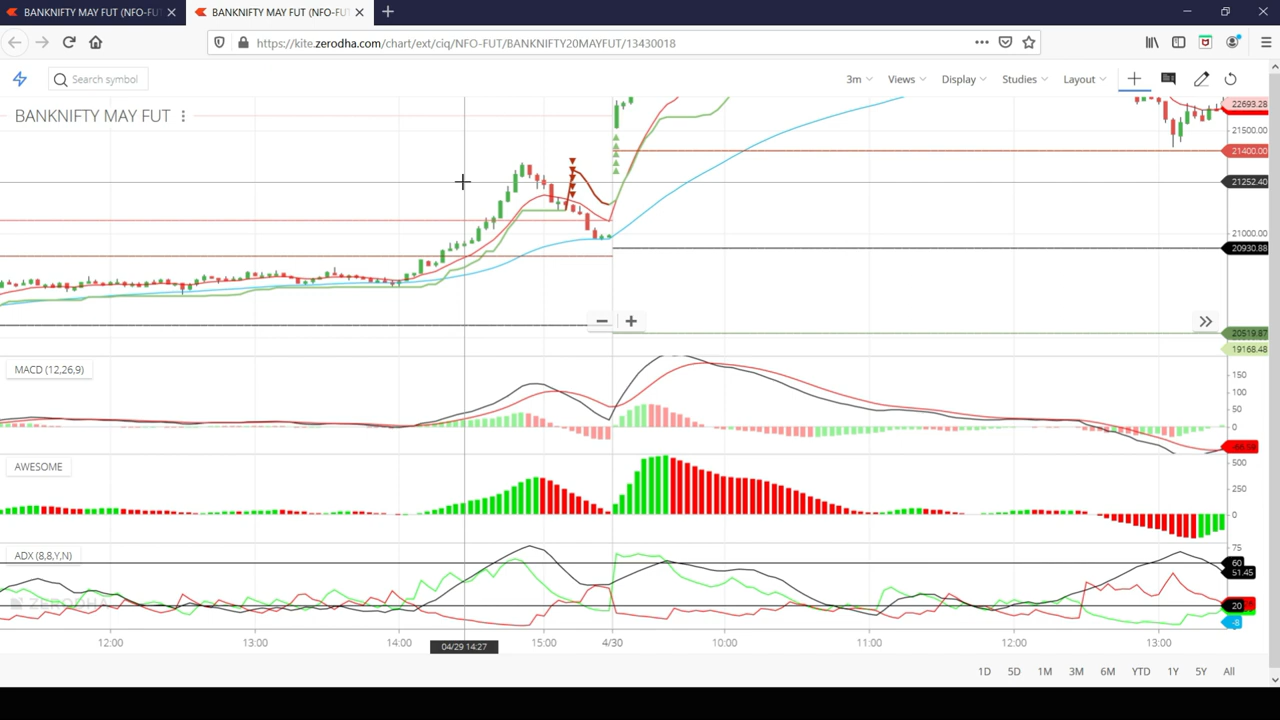 BANKNIFTY MAY FUT (NFO-FUT
BANKNIFTY MAY FUT (NFO-FUT
https://kite.zerodha.com/chart/ext/ciq/NFO-FUT/BANKNIFTY20MAYFUT/13430018
Search symbol
3m Views Display Studies Layout
BANKNIFTY MAY FUT
22693.28
21500.00
21400.00
21252.40
21000.00
20930.88
20519.87
19168.48
MACD (12,26,9)
150
100
50
0
AWESOME
500
250
0
ADX (8,8,Y,N)
75
60
51.45
ZERODHA
20
-8
12:00 13:00 14:00 15:00 4/30 10:00 11:00 12:00 13:00
04/29 14:27
1D 5D 1M 3M 6M YTD 1Y 5Y All